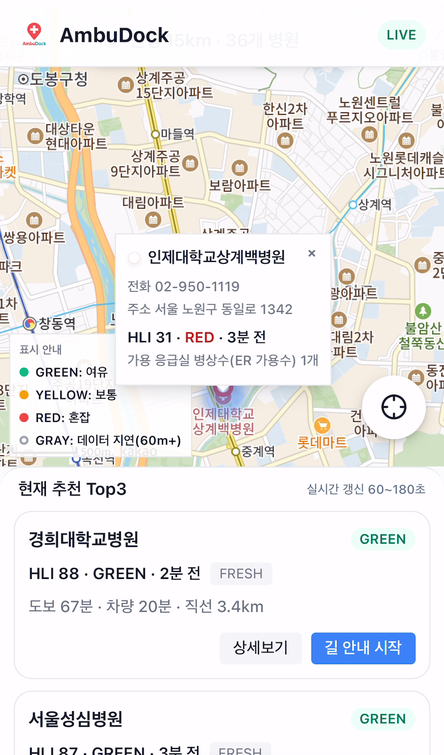 AmbuDock
AmbuDock
LIVE
도봉구청
상계주공
15단지아파트
한신2차
아파트
노원센트럴
푸르지오아파트
대상타운
현대아파트
마들역
상계주공
9단지아파트
보람아파트
노원롯데캐슬
시그니처아파트
대림아파트
상계역
쌍용아파트
인제대학교상계백병원
×
전화 02-950-1119
주소 서울 노원구 동일로 1342
HLI 31 · RED · 3분 전
가용 응급실 병상수(ER 가용수) 1개
창동역
불암산
철쭉동산
표시 안내
GREEN: 여유
YELLOW: 보통
RED: 혼잡
GRAY: 데이터 지연(60m+)
인제대학교
상계백병원
롯데마트
중계역
현재 추천 Top3
실시간 갱신 60~180초
경희대학교병원
GREEN
HLI 88 · GREEN · 2분 전
FRESH
도보 67분 · 차량 20분 · 직선 3.4km
상세보기
길 안내 시작
서울성심병원
GREEN
HLI 87 · GREEN · 3분 전
FRESH